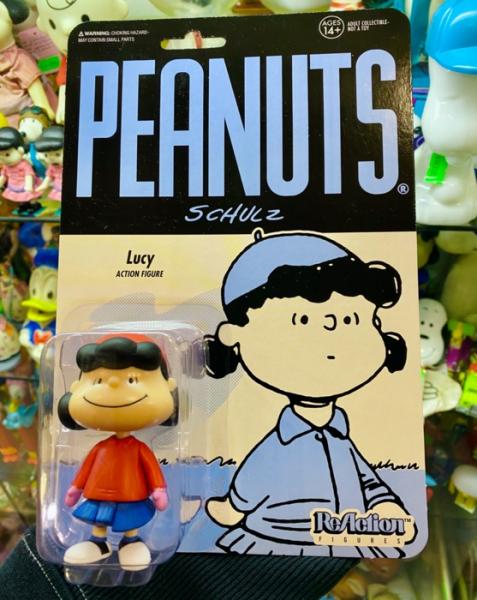 ⚠ WARNING: CHOKING HAZARD-
MAY CONTAIN SMALL PARTS
AGES
14+
ADULT COLLECTIBLE-
NOT A TOY
PEANUTS®
SCHULZ
Lucy
ACTION FIGURE
ReAction™
FIGURES